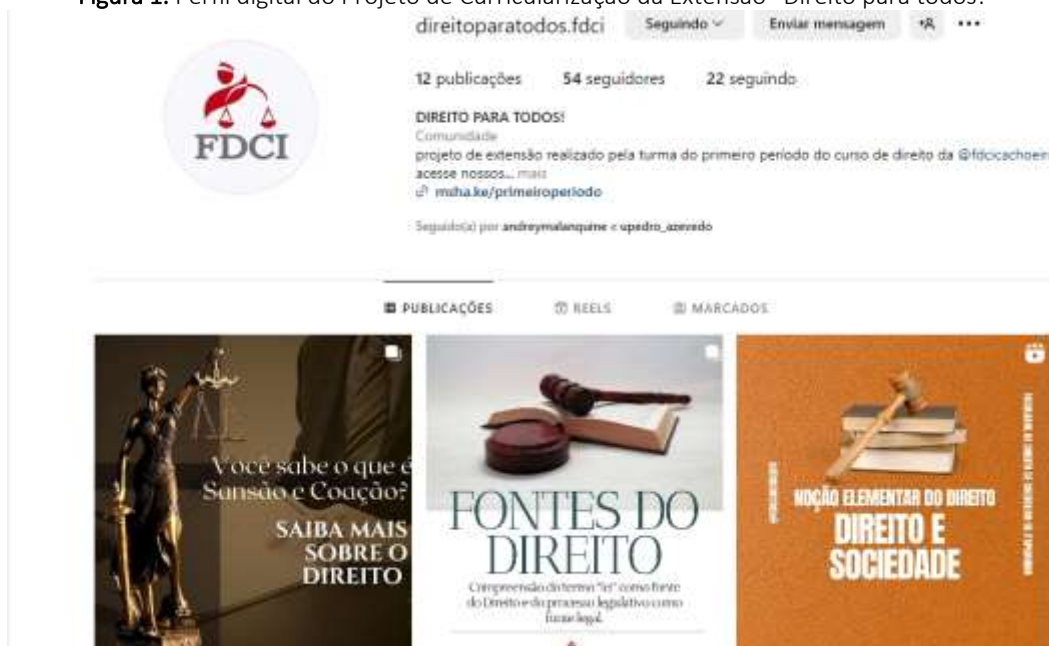 Figura 1. Perfil digital do Projeto de Curricularização da Extensão "Direito para todos!"
direitoparatodos.fdci Seguindo Enviar mensagem
12 publicações 54 seguidores 22 seguindo
DIREITO PARA TODOS!
Comunidade
projeto de extensão realizado pela turma do primeiro período do curso de direito da @fdcicachoeir
acesse nossos... mais
msha.ke/primeiroperiodo
Seguido(a) por andreymalanquine e upedro_azevedo
FDCI
PUBLICAÇÕES REELS MARCADOS
Você sabe o que é
Sansão e Coação?
SAIBA MAIS
SOBRE O
DIREITO
FONTES DO
DIREITO
Compreensão do termo "lei" como fonte
do Direito e do processo legislativo como
fonte legal.
NOÇÃO ELEMENTAR DO DIREITO
DIREITO E
SOCIEDADE